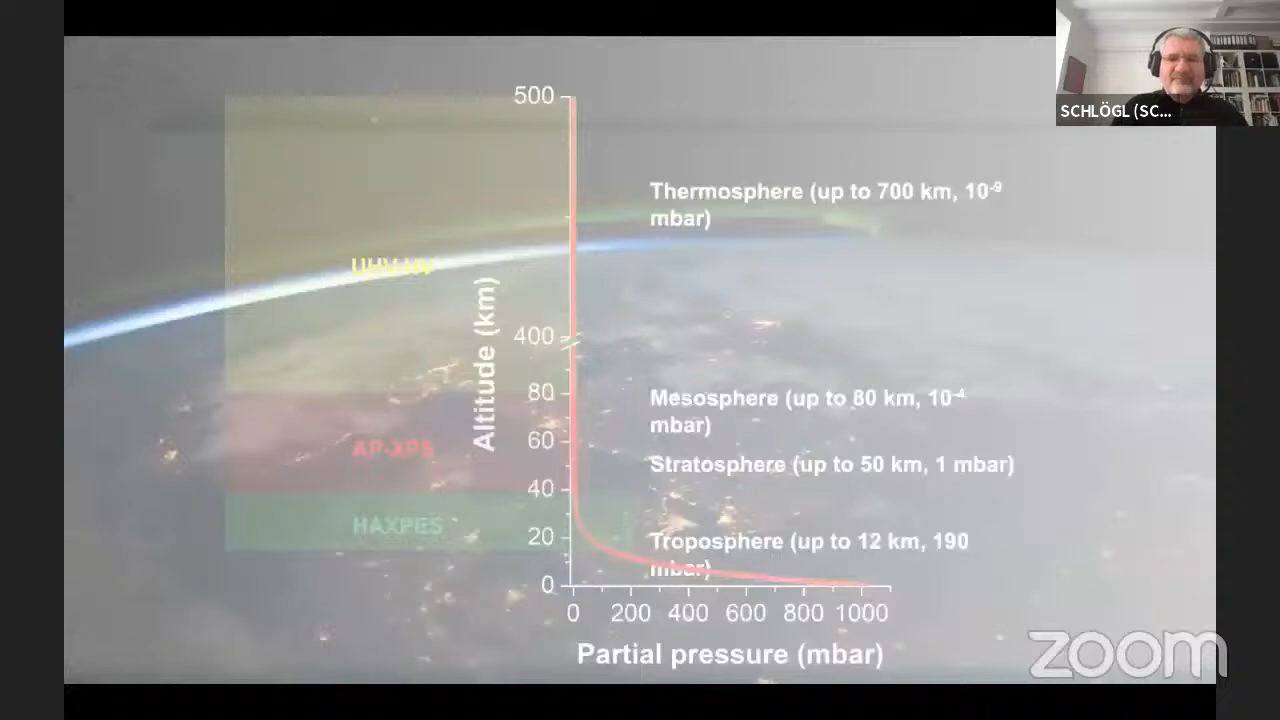 SCHLÖGL (SC...
500
Thermosphere (up to 700 km, 10⁻⁹
mbar)
UHV-HV
Altitude (km)
400
80
Mesosphere (up to 80 km, 10⁻⁴
mbar)
60
AP-XPS
Stratosphere (up to 50 km, 1 mbar)
40
HAXPES
20
Troposphere (up to 12 km, 190
mbar)
0
0 200 400 600 800 1000
Partial pressure (mbar)
zoom